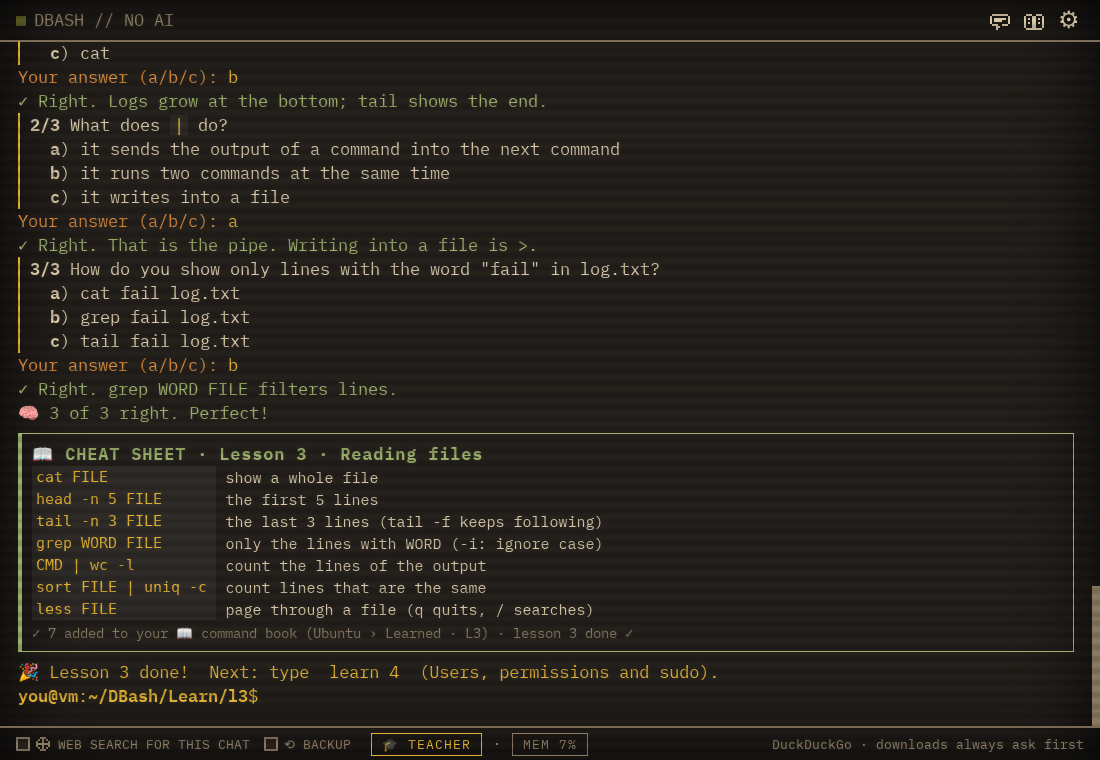 DBASH // NO AI
c) cat
Your answer (a/b/c): b
✓ Right. Logs grow at the bottom; tail shows the end.
2/3 What does | do?
a) it sends the output of a command into the next command
b) it runs two commands at the same time
c) it writes into a file
Your answer (a/b/c): a
✓ Right. That is the pipe. Writing into a file is >.
3/3 How do you show only lines with the word "fail" in log.txt?
a) cat fail log.txt
b) grep fail log.txt
c) tail fail log.txt
Your answer (a/b/c): b
✓ Right. grep WORD FILE filters lines.
🧠 3 of 3 right. Perfect!
📖 CHEAT SHEET · Lesson 3 · Reading files
cat FILE show a whole file
head -n 5 FILE the first 5 lines
tail -n 3 FILE the last 3 lines (tail -f keeps following)
grep WORD FILE only the lines with WORD (-i: ignore case)
CMD | wc -l count the lines of the output
sort FILE | uniq -c count lines that are the same
less FILE page through a file (q quits, / searches)
✓ 7 added to your 📖 command book (Ubuntu › Learned · L3) · lesson 3 done ✓
🎉 Lesson 3 done! Next: type learn 4 (Users, permissions and sudo).
you@vm:~/DBash/Learn/l3$
WEB SEARCH FOR THIS CHAT ⟲ BACKUP 🎓 TEACHER · MEM 7% DuckDuckGo · downloads always ask first